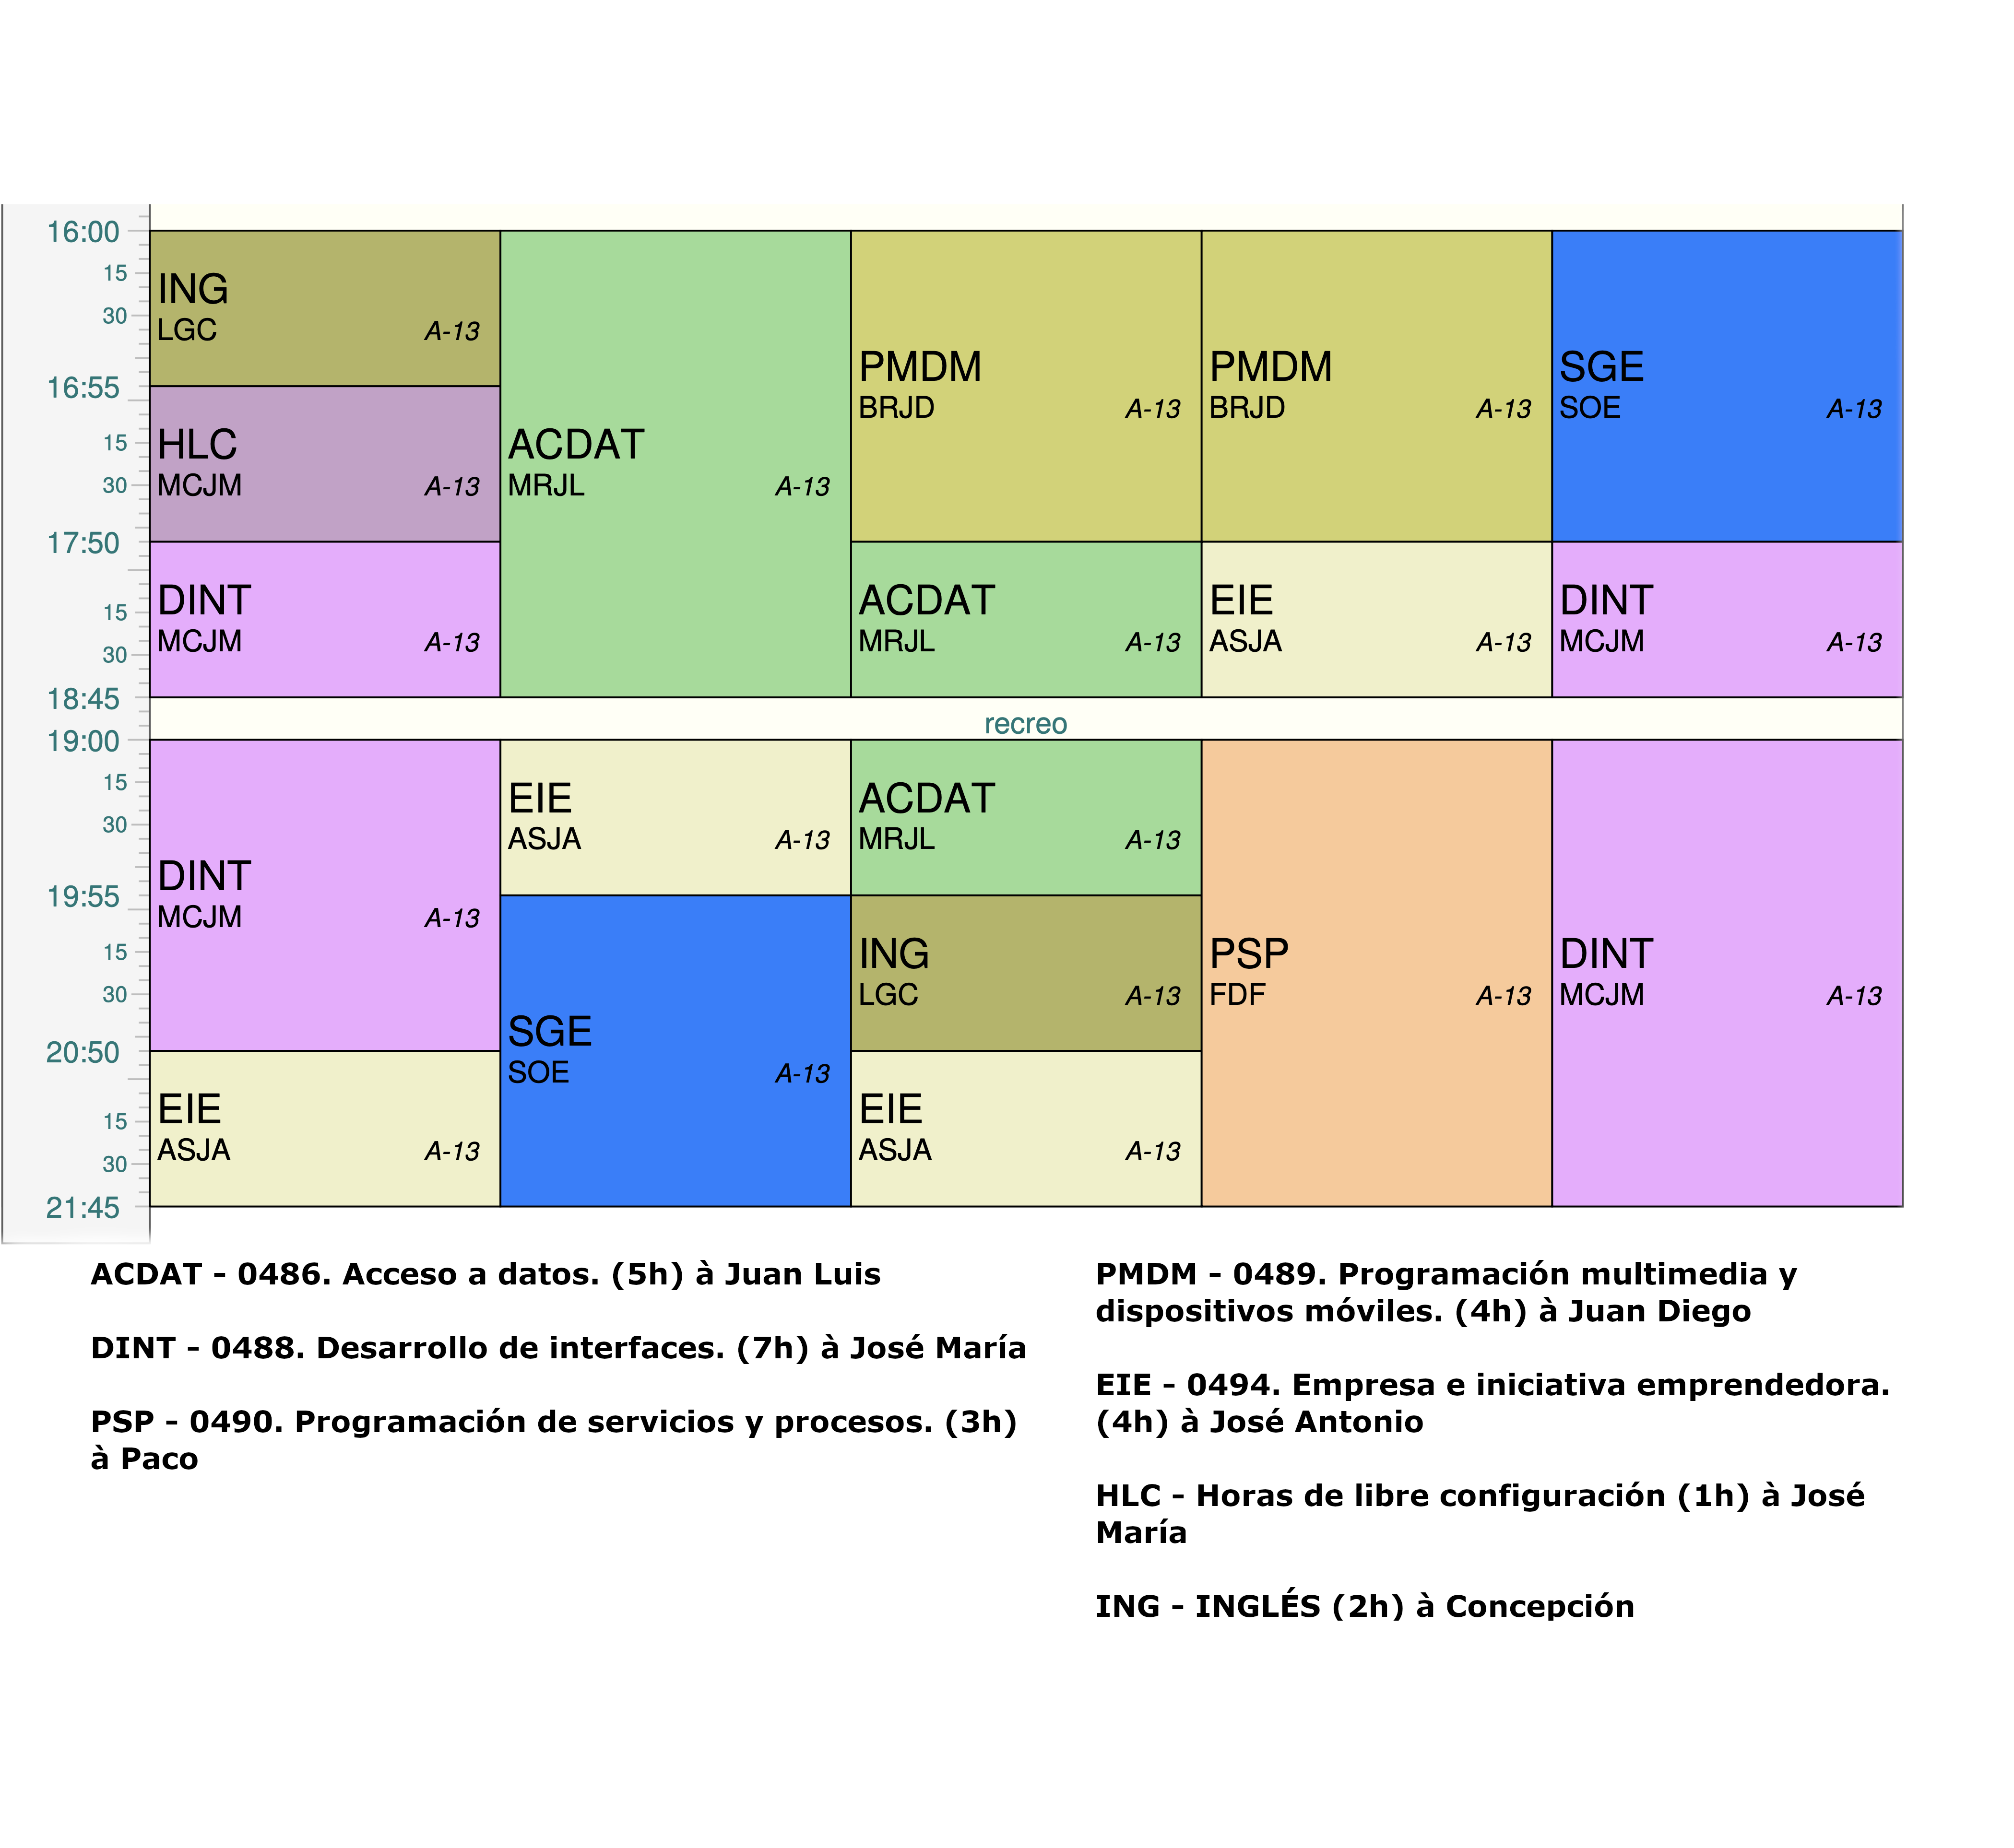 16:00
15
30
16:55
15
30
17:50
15
30
18:45
19:00
15
30
19:55
15
30
20:50
15
30
21:45
ING
LGC A-13
HLC
MCJM A-13
DINT
MCJM A-13
ACDAT
MRJL A-13
PMDM
BRJD A-13
ACDAT
MRJL A-13
PMDM
BRJD A-13
EIE
ASJA A-13
SGE
SOE A-13
DINT
MCJM A-13
recreo
DINT
MCJM A-13
EIE
ASJA A-13
EIE
ASJA A-13
SGE
SOE A-13
ACDAT
MRJL A-13
ING
LGC A-13
EIE
ASJA A-13
PSP
FDF A-13
DINT
MCJM A-13
ACDAT - 0486. Acceso a datos. (5h) à Juan Luis
DINT - 0488. Desarrollo de interfaces. (7h) à José María
PSP - 0490. Programación de servicios y procesos. (3h)
à Paco
PMDM - 0489. Programación multimedia y
dispositivos móviles. (4h) à Juan Diego
EIE - 0494. Empresa e iniciativa emprendedora.
(4h) à José Antonio
HLC - Horas de libre configuración (1h) à José
María
ING - INGLÉS (2h) à Concepción